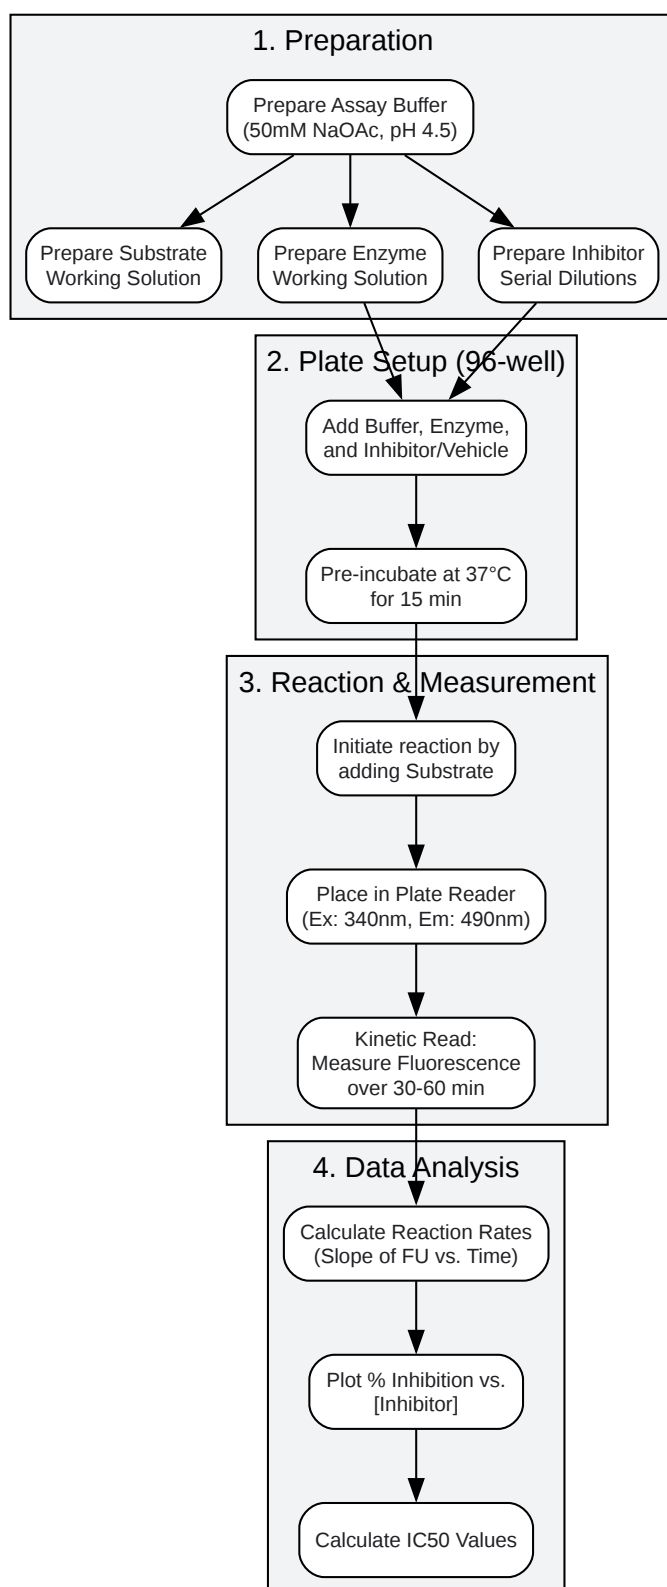 1. Preparation
Prepare Assay Buffer
(50mM NaOAc, pH 4.5)
Prepare Substrate
Working Solution
Prepare Enzyme
Working Solution
Prepare Inhibitor
Serial Dilutions
2. Plate Setup (96-well)
Add Buffer, Enzyme,
and Inhibitor/Vehicle
Pre-incubate at 37°C
for 15 min
3. Reaction & Measurement
Initiate reaction by
adding Substrate
Place in Plate Reader
(Ex: 340nm, Em: 490nm)
Kinetic Read:
Measure Fluorescence
over 30-60 min
4. Data Analysis
Calculate Reaction Rates
(Slope of FU vs. Time)
Plot % Inhibition vs.
[Inhibitor]
Calculate IC50 Values